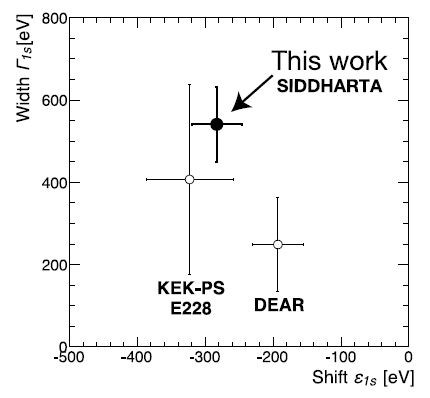 800
600
400
200
0
Width Γ1s[eV]
This work
SIDDHARTA
KEK-PS
E228
DEAR
-500 -400 -300 -200 -100 0
Shift ε1s [eV]